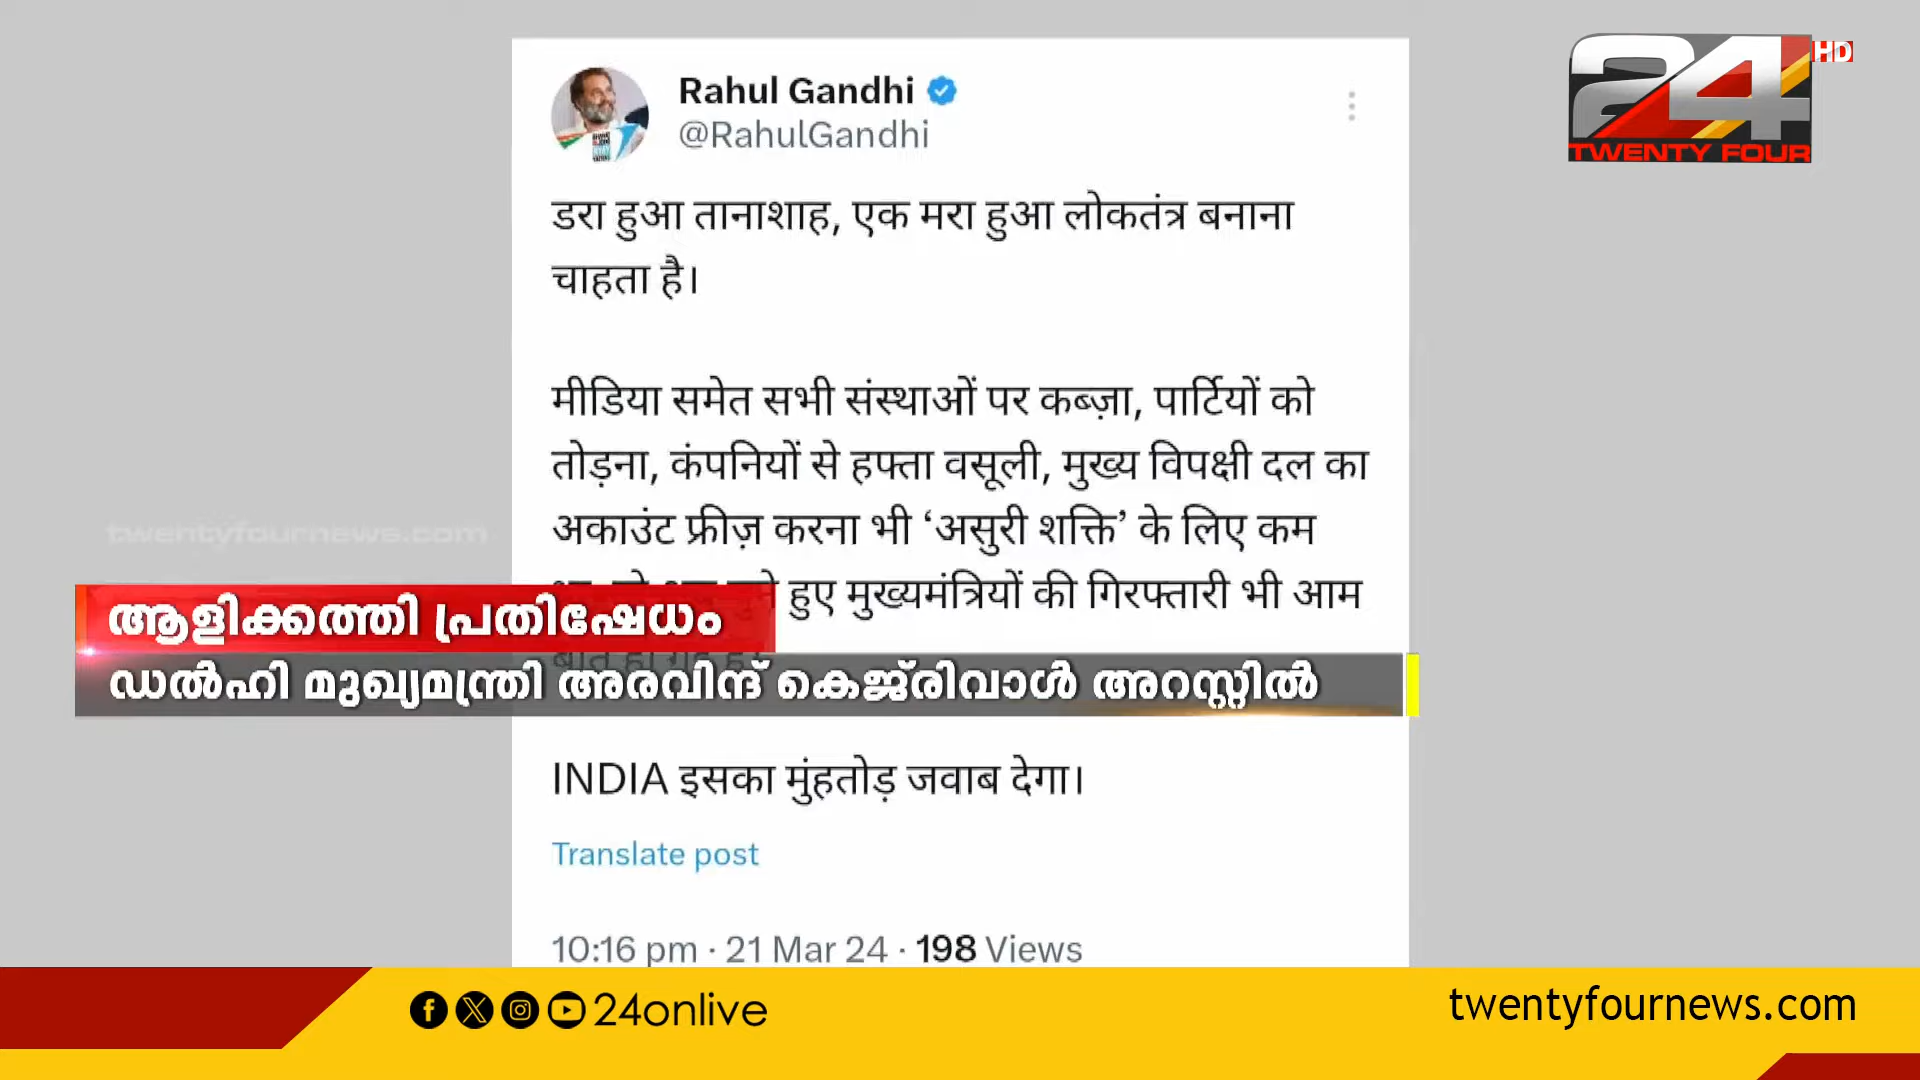 24 HD
TWENTY FOUR
Rahul Gandhi
@RahulGandhi
डरा हुआ तानाशाह, एक मरा हुआ लोकतंत्र बनाना
चाहता है।
मीडिया समेत सभी संस्थाओं पर कब्ज़ा, पार्टियों को
तोड़ना, कंपनियों से हफ्ता वसूली, मुख्य विपक्षी दल का
अकाउंट फ्रीज़ करना भी ‘असुरी शक्ति’ के लिए कम
हुए मुख्यमंत्रियों की गिरफ्तारी भी आम
twentyfournews.com
ആളിക്കത്തി പ്രതിഷേധം
ഡൽഹി മുഖ്യമന്ത്രി അരവിന്ദ് കെജ്‌രിവാൾ അറസ്റ്റിൽ
INDIA इसका मुंहतोड़ जवाब देगा।
Translate post
10:16 pm · 21 Mar 24 · 198 Views
24onlive
twentyfournews.com